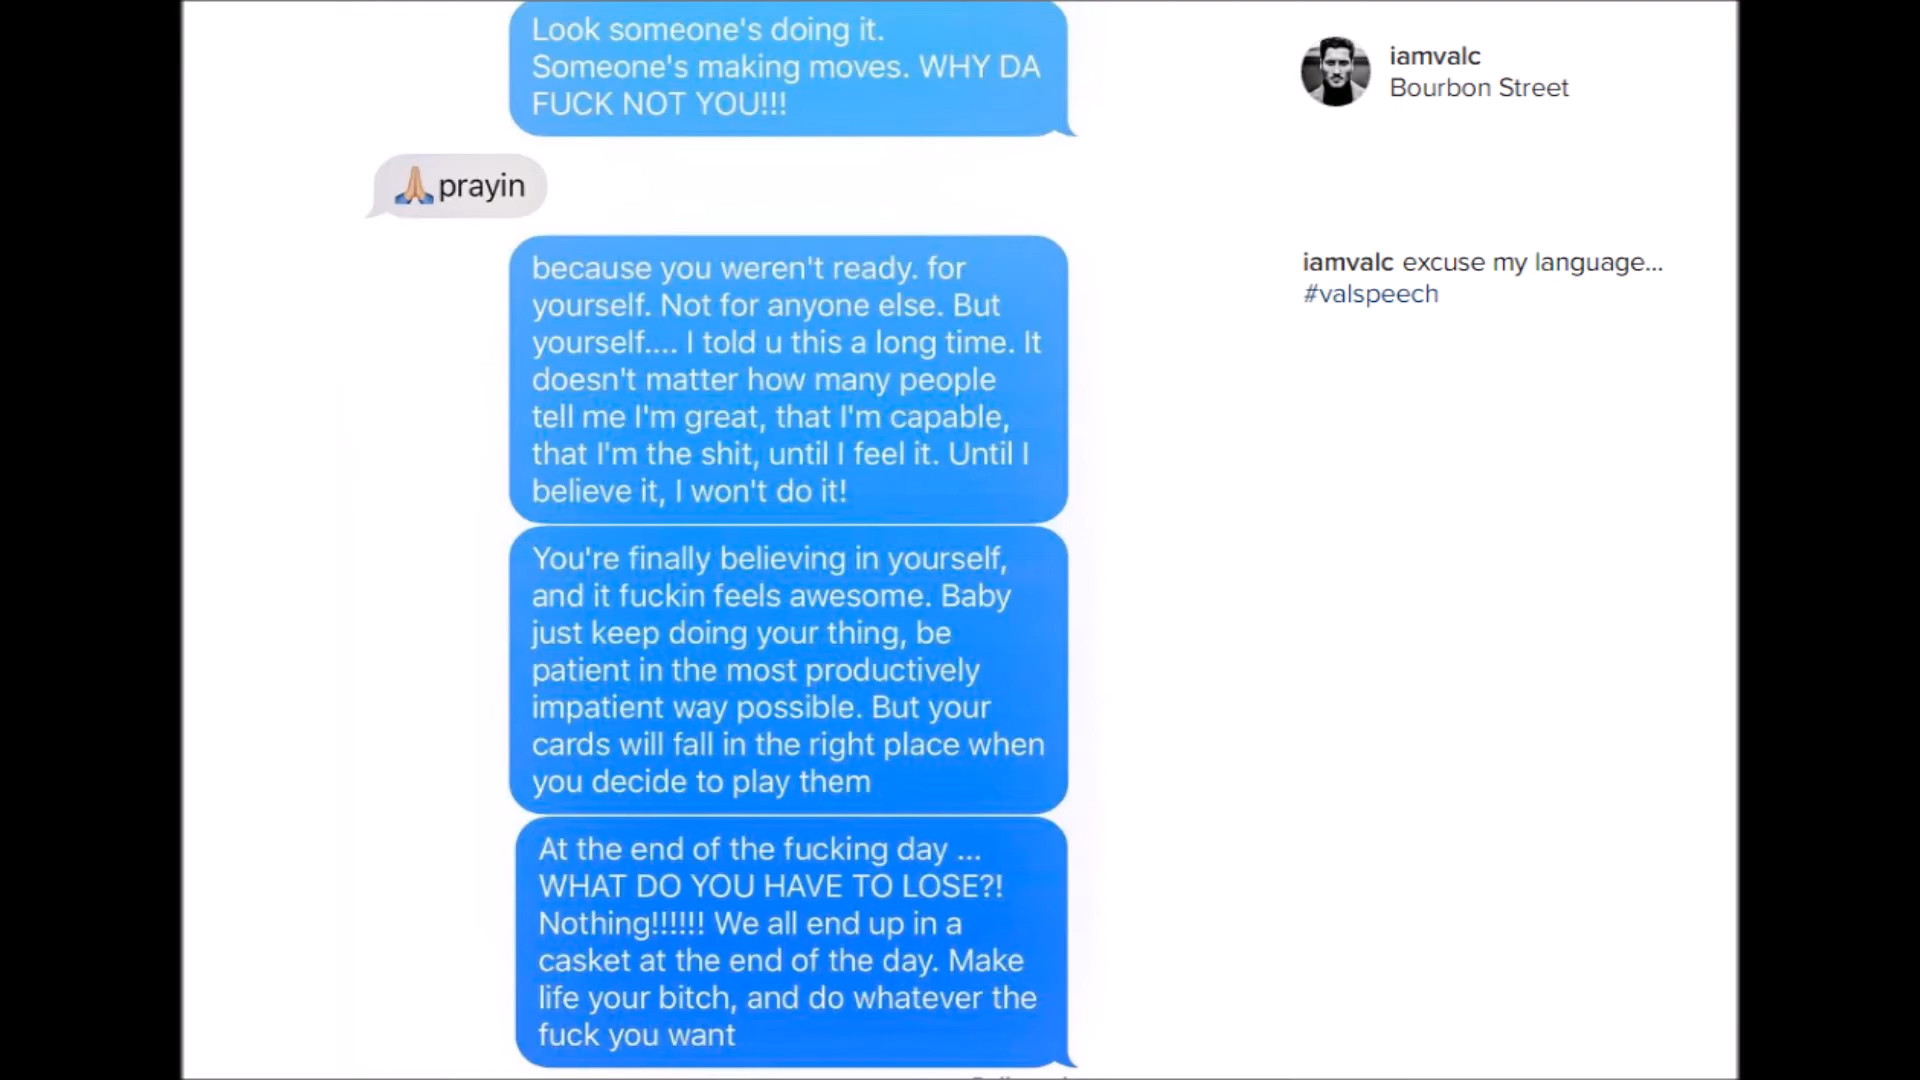 Look someone's doing it.
Someone's making moves. WHY DA
FUCK NOT YOU!!!
🙏🏼prayin
because you weren't ready. for
yourself. Not for anyone else. But
yourself.... I told u this a long time. It
doesn't matter how many people
tell me I'm great, that I'm capable,
that I'm the shit, until I feel it. Until I
believe it, I won't do it!
You're finally believing in yourself,
and it fuckin feels awesome. Baby
just keep doing your thing, be
patient in the most productively
impatient way possible. But your
cards will fall in the right place when
you decide to play them
At the end of the fucking day ...
WHAT DO YOU HAVE TO LOSE?!
Nothing!!!!!! We all end up in a
casket at the end of the day. Make
life your bitch, and do whatever the
fuck you want
iamvalc
Bourbon Street
iamvalc excuse my language...
#valspeech